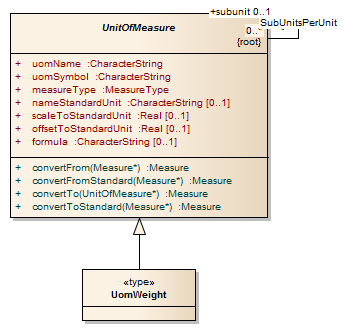 +subunit 0..1
SubUnitsPerUnit
UnitOfMeasure
0..*
{root}
+ uomName :CharacterString
+ uomSymbol :CharacterString
+ measureType :MeasureType
+ nameStandardUnit :CharacterString [0..1]
+ scaleToStandardUnit :Real [0..1]
+ offsetToStandardUnit :Real [0..1]
+ formula :CharacterString [0..1]
+ convertFrom(Measure*) :Measure
+ convertFromStandard(Measure*) :Measure
+ convertTo(UnitOfMeasure) :Measure
+ convertToStandard(Measure*) :Measure
«type»
UomWeight